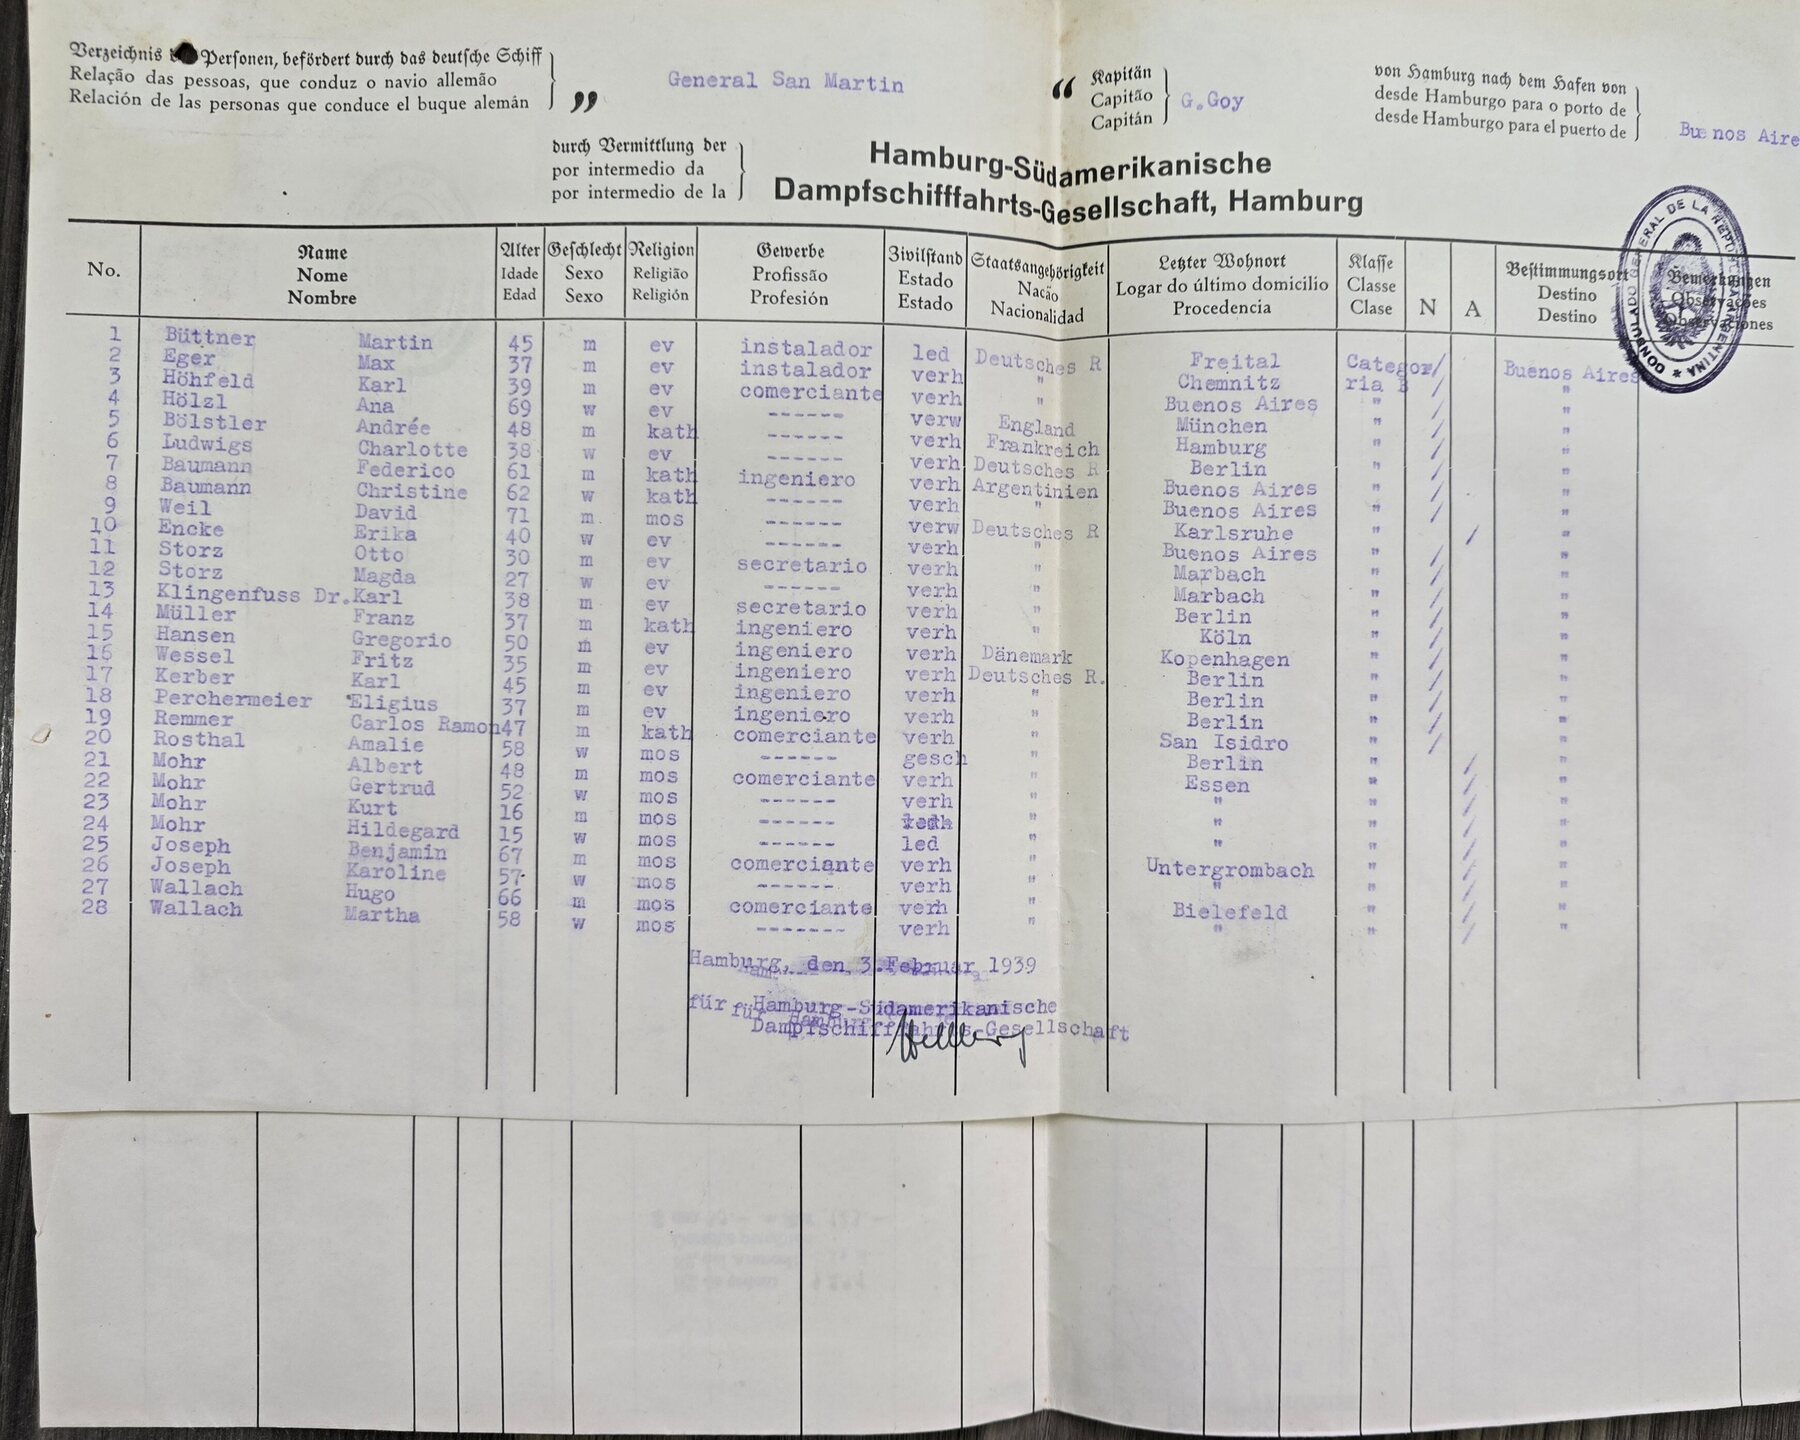 Verzeichnis Personen, befördert durch das deutsche Schiff
Relação das pessoas, que conduz o navio allemão
Relación de las personas que conduce el buque alemán
„ General San Martin “
Kapitän
Capitão
Capitán
G.Goy
von Hamburg nach dem Hafen von
desde Hamburgo para o porto de
desde Hamburgo para el puerto de
Buenos Aire
durch Vermittlung der
por intermedio da
por intermedio de la
Hamburg-Südamerikanische
Dampfschifffahrts-Gesellschaft, Hamburg
CONSULADO GENERAL DE LA REPUBLICA ARGENTINA
No. Name Alter Geschlecht Religion Gewerbe Zivilstand Staatsangehörigkeit Letzter Wohnort Klasse N A Bestimmungsort Bemerkungen
Nome Idade Sexo Religião Profissão Estado Nacão Logar do último domicilio Classe Destino Observações
Nombre Edad Sexo Religión Profesión Estado Nacionalidad Procedencia Clase Destino Observaciones
1 Büttner Martin 45 m ev instalador led Deutsches R Freital Catego / Buenos Aires
2 Eger Max 37 m ev instalador verh " Chemnitz ria B / "
3 Höhfeld Karl 39 m ev comerciante verh " Buenos Aires " / "
4 Hölzl Ana 69 w ev ------ verw England München " / "
5 Bölstler Andrée 48 m kath ------ verh Frankreich Hamburg " / "
6 Ludwigs Charlotte 38 w ev ------ verh Deutsches R Berlin " / "
7 Baumann Federico 61 m kath ingeniero verh Argentinien Buenos Aires " / "
8 Baumann Christine 62 w kath ------ verh " Buenos Aires " / "
9 Weil David 71 m mos ------ verw Deutsches R Karlsruhe " / "
10 Encke Erika 40 w ev ------ verh " Buenos Aires " / "
11 Storz Otto 30 m ev secretario verh " Marbach " / "
12 Storz Magda 27 w ev ------ verh " Marbach " / "
13 Klingenfuss Dr.Karl 38 m ev secretario verh " Berlin " / "
14 Müller Franz 37 m kath ingeniero verh " Köln " / "
15 Hansen Gregorio 50 m ev ingeniero verh Dänemark Kopenhagen " / "
16 Wessel Fritz 35 m ev ingeniero verh Deutsches R. Berlin " / "
17 Kerber Karl 45 m ev ingeniero verh " Berlin " / "
18 Perchermeier Eligius 37 m ev ingeniero verh " Berlin " / "
19 Remmer Carlos Ramon 47 m kath comerciante verh " San Isidro " / "
20 Rosthal Amalie 58 w mos ------ gesch " Berlin " / "
21 Mohr Albert 48 m mos comerciante verh " Essen " / "
22 Mohr Gertrud 52 w mos ------ verh " " " / "
23 Mohr Kurt 16 m mos ------ " " " / "
24 Mohr Hildegard 15 w mos ------ led " " " / "
25 Joseph Benjamin 67 m mos comerciante verh " Untergrombach " / "
26 Joseph Karoline 57 w mos ------ verh " " " / "
27 Wallach Hugo 66 m mos comerciante verh " Bielefeld " / "
28 Wallach Martha 58 w mos ------- verh " " " / "
Hamburg, den 3.Februar 1939
für Hamburg-Südamerikanische
Dampfschifffahrts-Gesellschaft